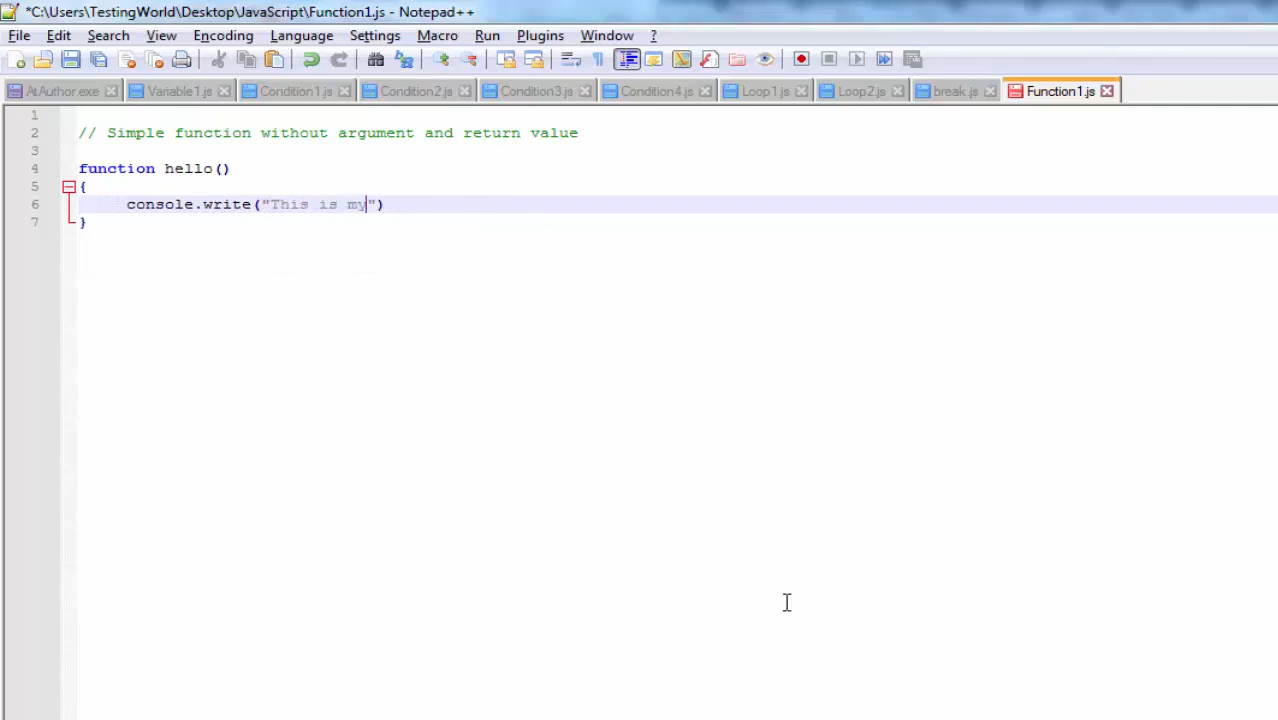 *C:\Users\TestingWorld\Desktop\JavaScript\Function1.js - Notepad++
File Edit Search View Encoding Language Settings Macro Run Plugins Window ?
AtAuthor.exe Variable1.js Condition1.js Condition2.js Condition3.js Condition4.js Loop1.js Loop2.js break.js Function1.js
1
2 // Simple function without argument and return value
3
4 function hello()
5 {
6 console.write("This is my")
7 }